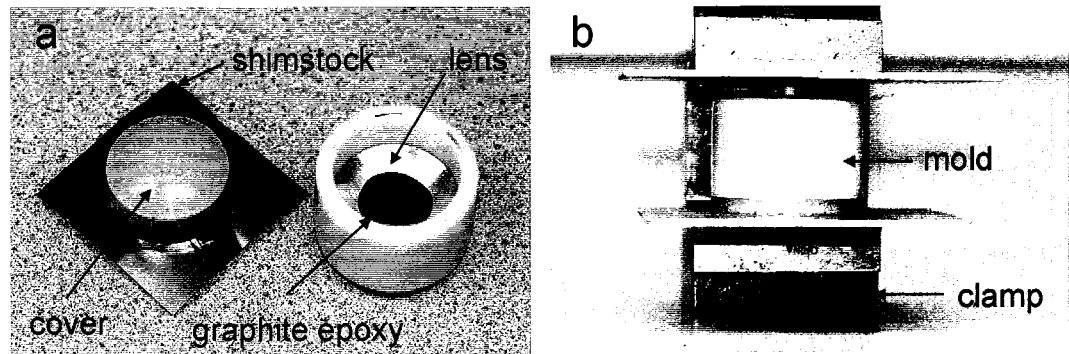 a
shimstock
lens
cover
graphite epoxy
b
mold
clamp